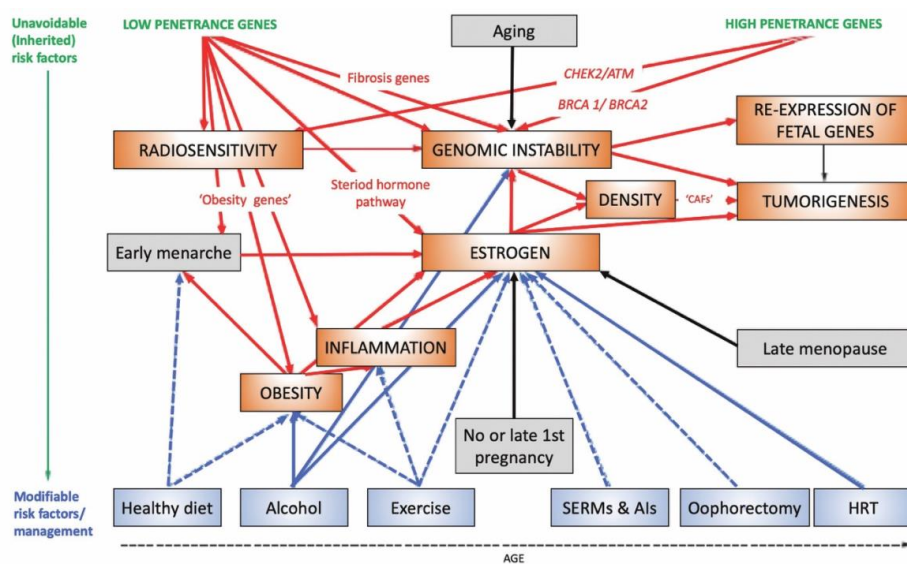 Unavoidable
(Inherited)
risk factors
LOW PENETRANCE GENES
HIGH PENETRANCE GENES
Aging
Fibrosis genes
CHEK2/ATM
BRCA 1/ BRCA2
RE-EXPRESSION OF
FETAL GENES
RADIOSENSITIVITY
GENOMIC INSTABILITY
Steriod hormone
pathway
'Obesity genes'
DENSITY
'CAFs'
TUMORIGENESIS
Early menarche
ESTROGEN
INFLAMMATION
Late menopause
OBESITY
No or late 1st
pregnancy
Modifiable
risk factors/
management
Healthy diet
Alcohol
Exercise
SERMs & AIs
Oophorectomy
HRT
AGE